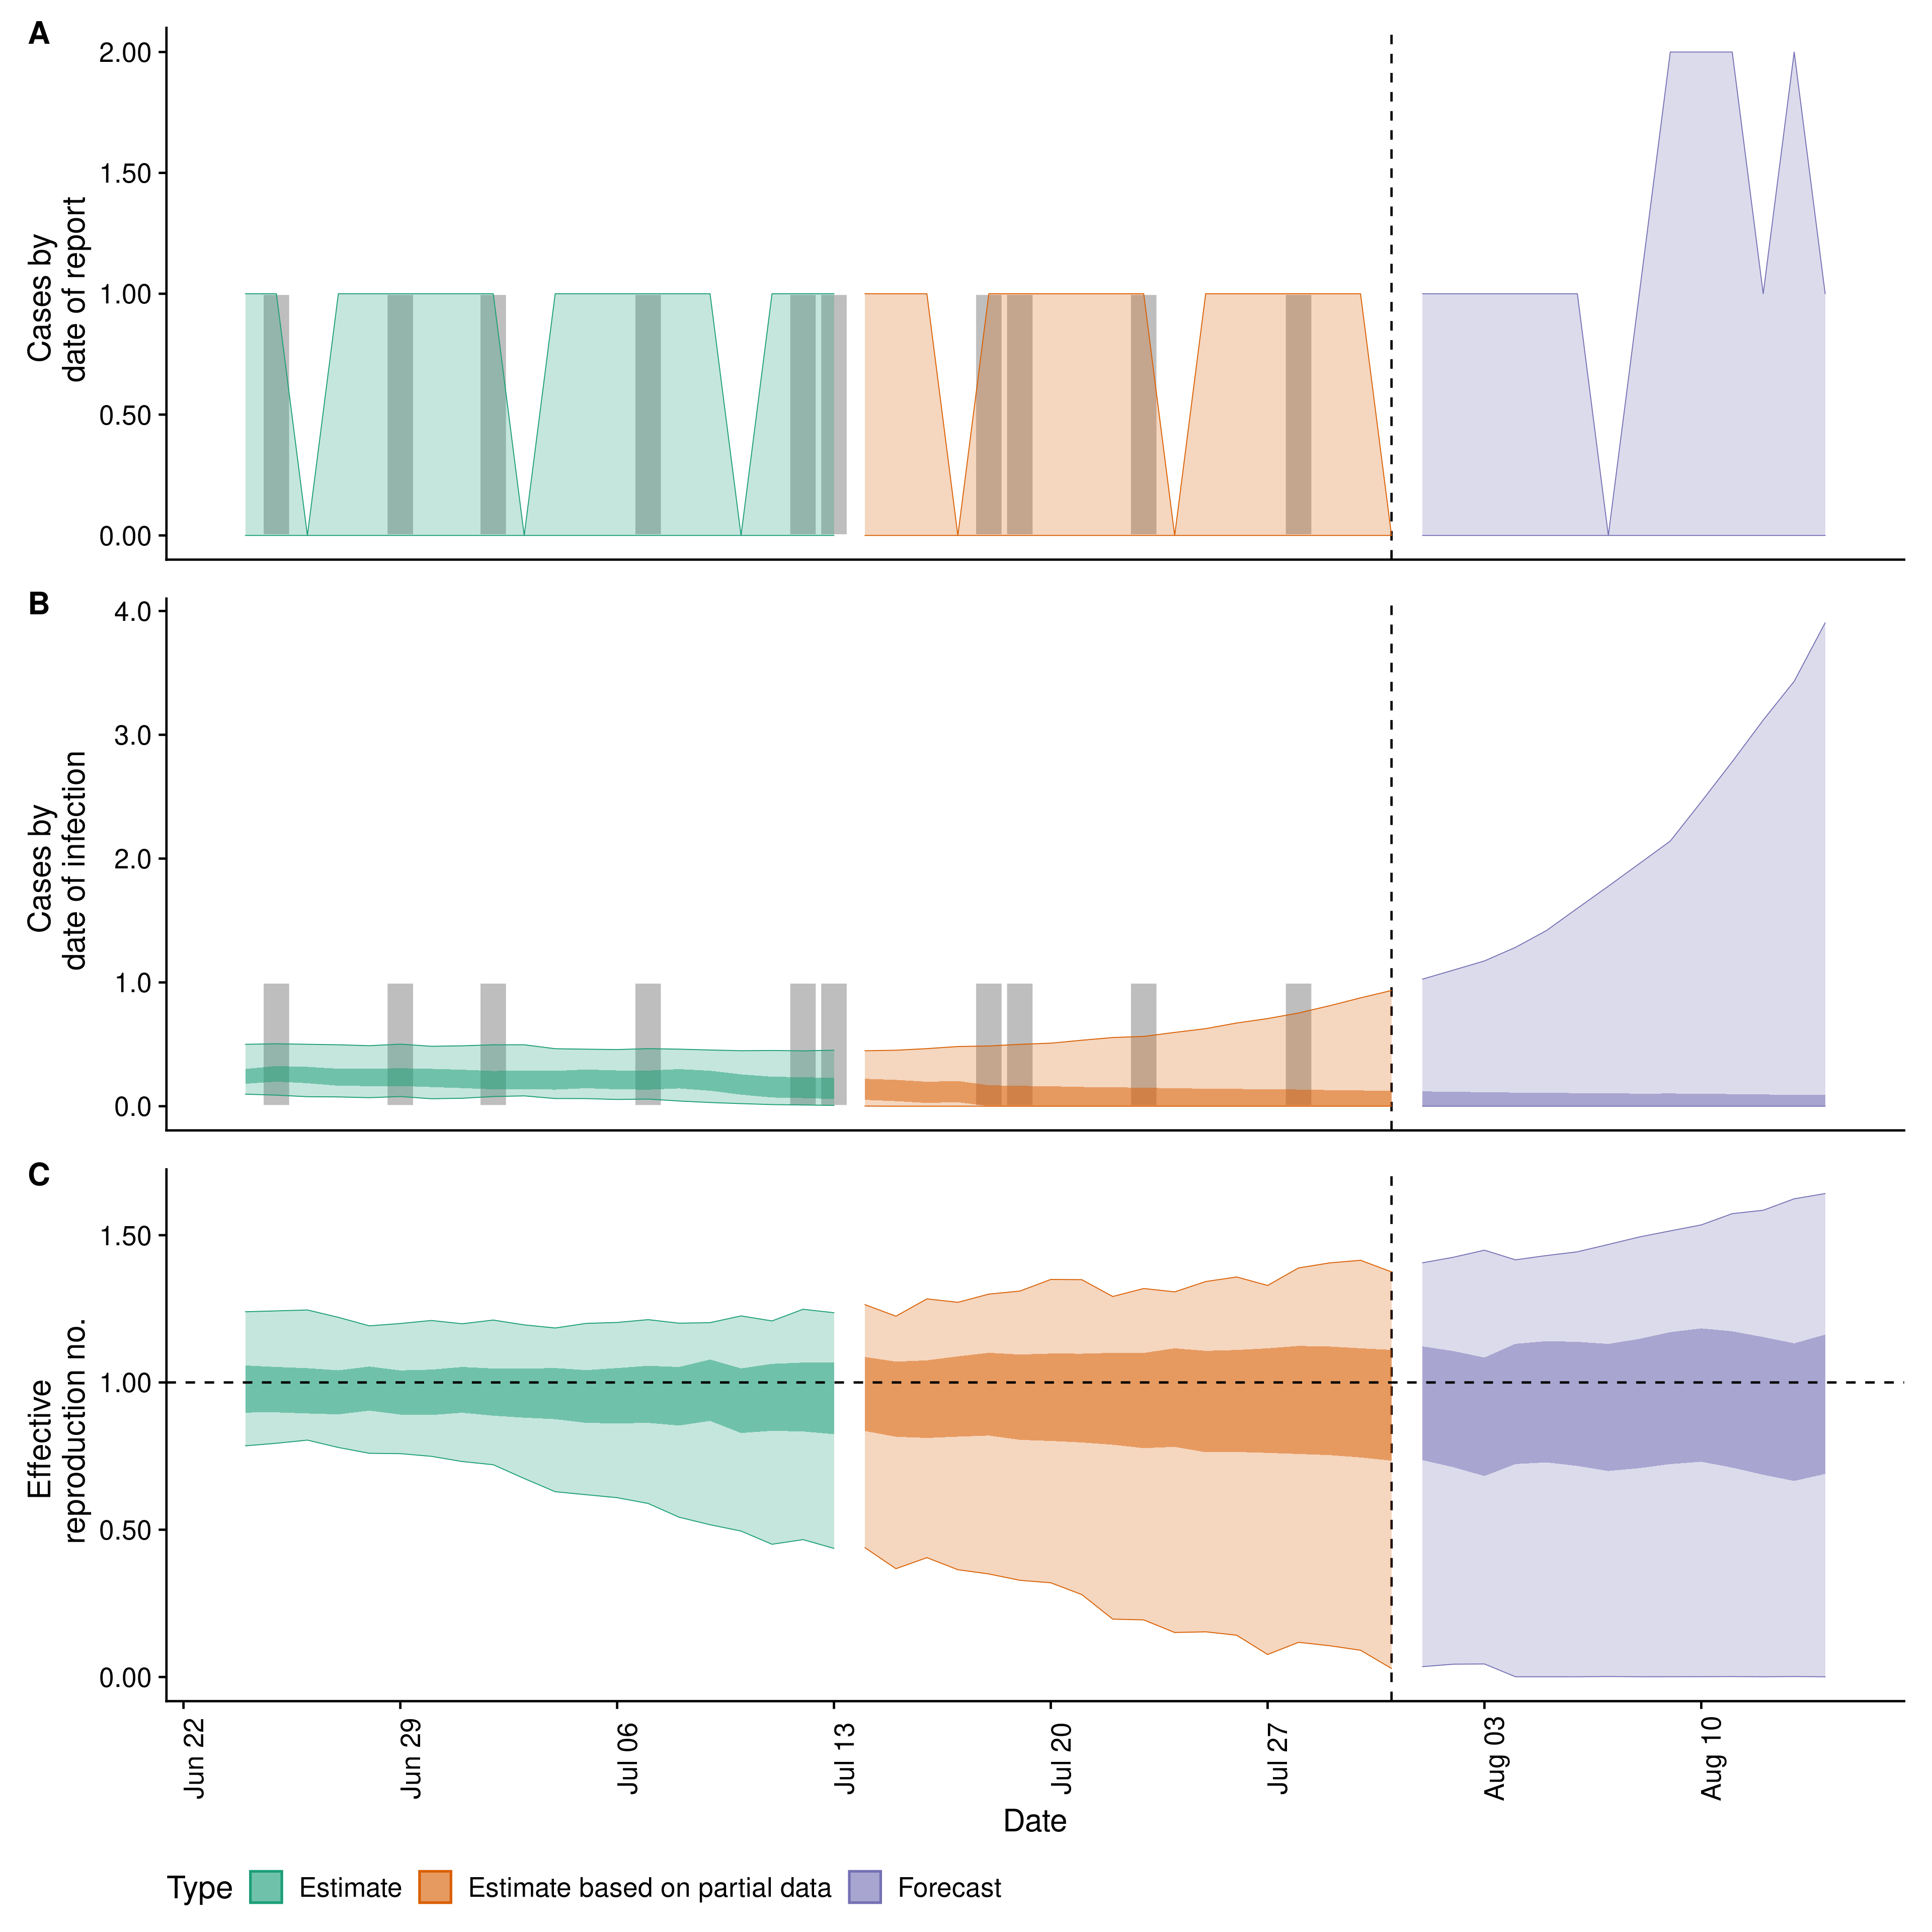 A
2.00
1.50
1.00
0.50
0.00
Cases by
date of report
B
4.0
3.0
2.0
1.0
0.0
Cases by
date of infection
C
1.50
1.00
0.50
0.00
Effective
reproduction no.
Jun 22
Jun 29
Jul 06
Jul 13
Jul 20
Jul 27
Aug 03
Aug 10
Date
Type Estimate Estimate based on partial data Forecast